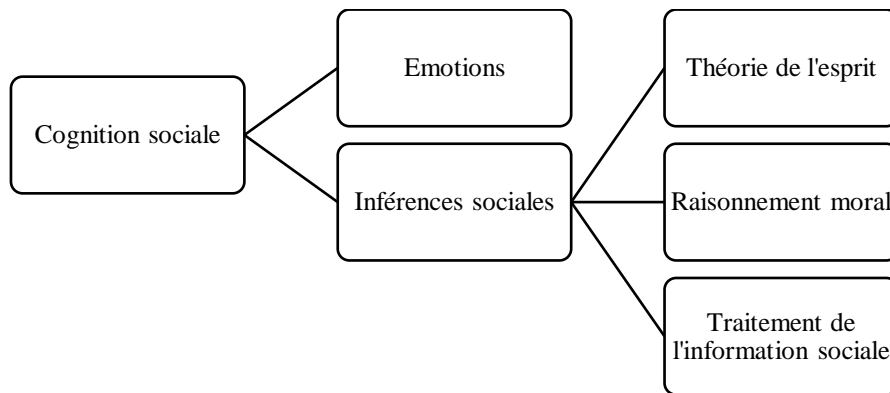 Cognition sociale
Emotions
Inférences sociales
Théorie de l'esprit
Raisonnement moral
Traitement de
l'information sociale